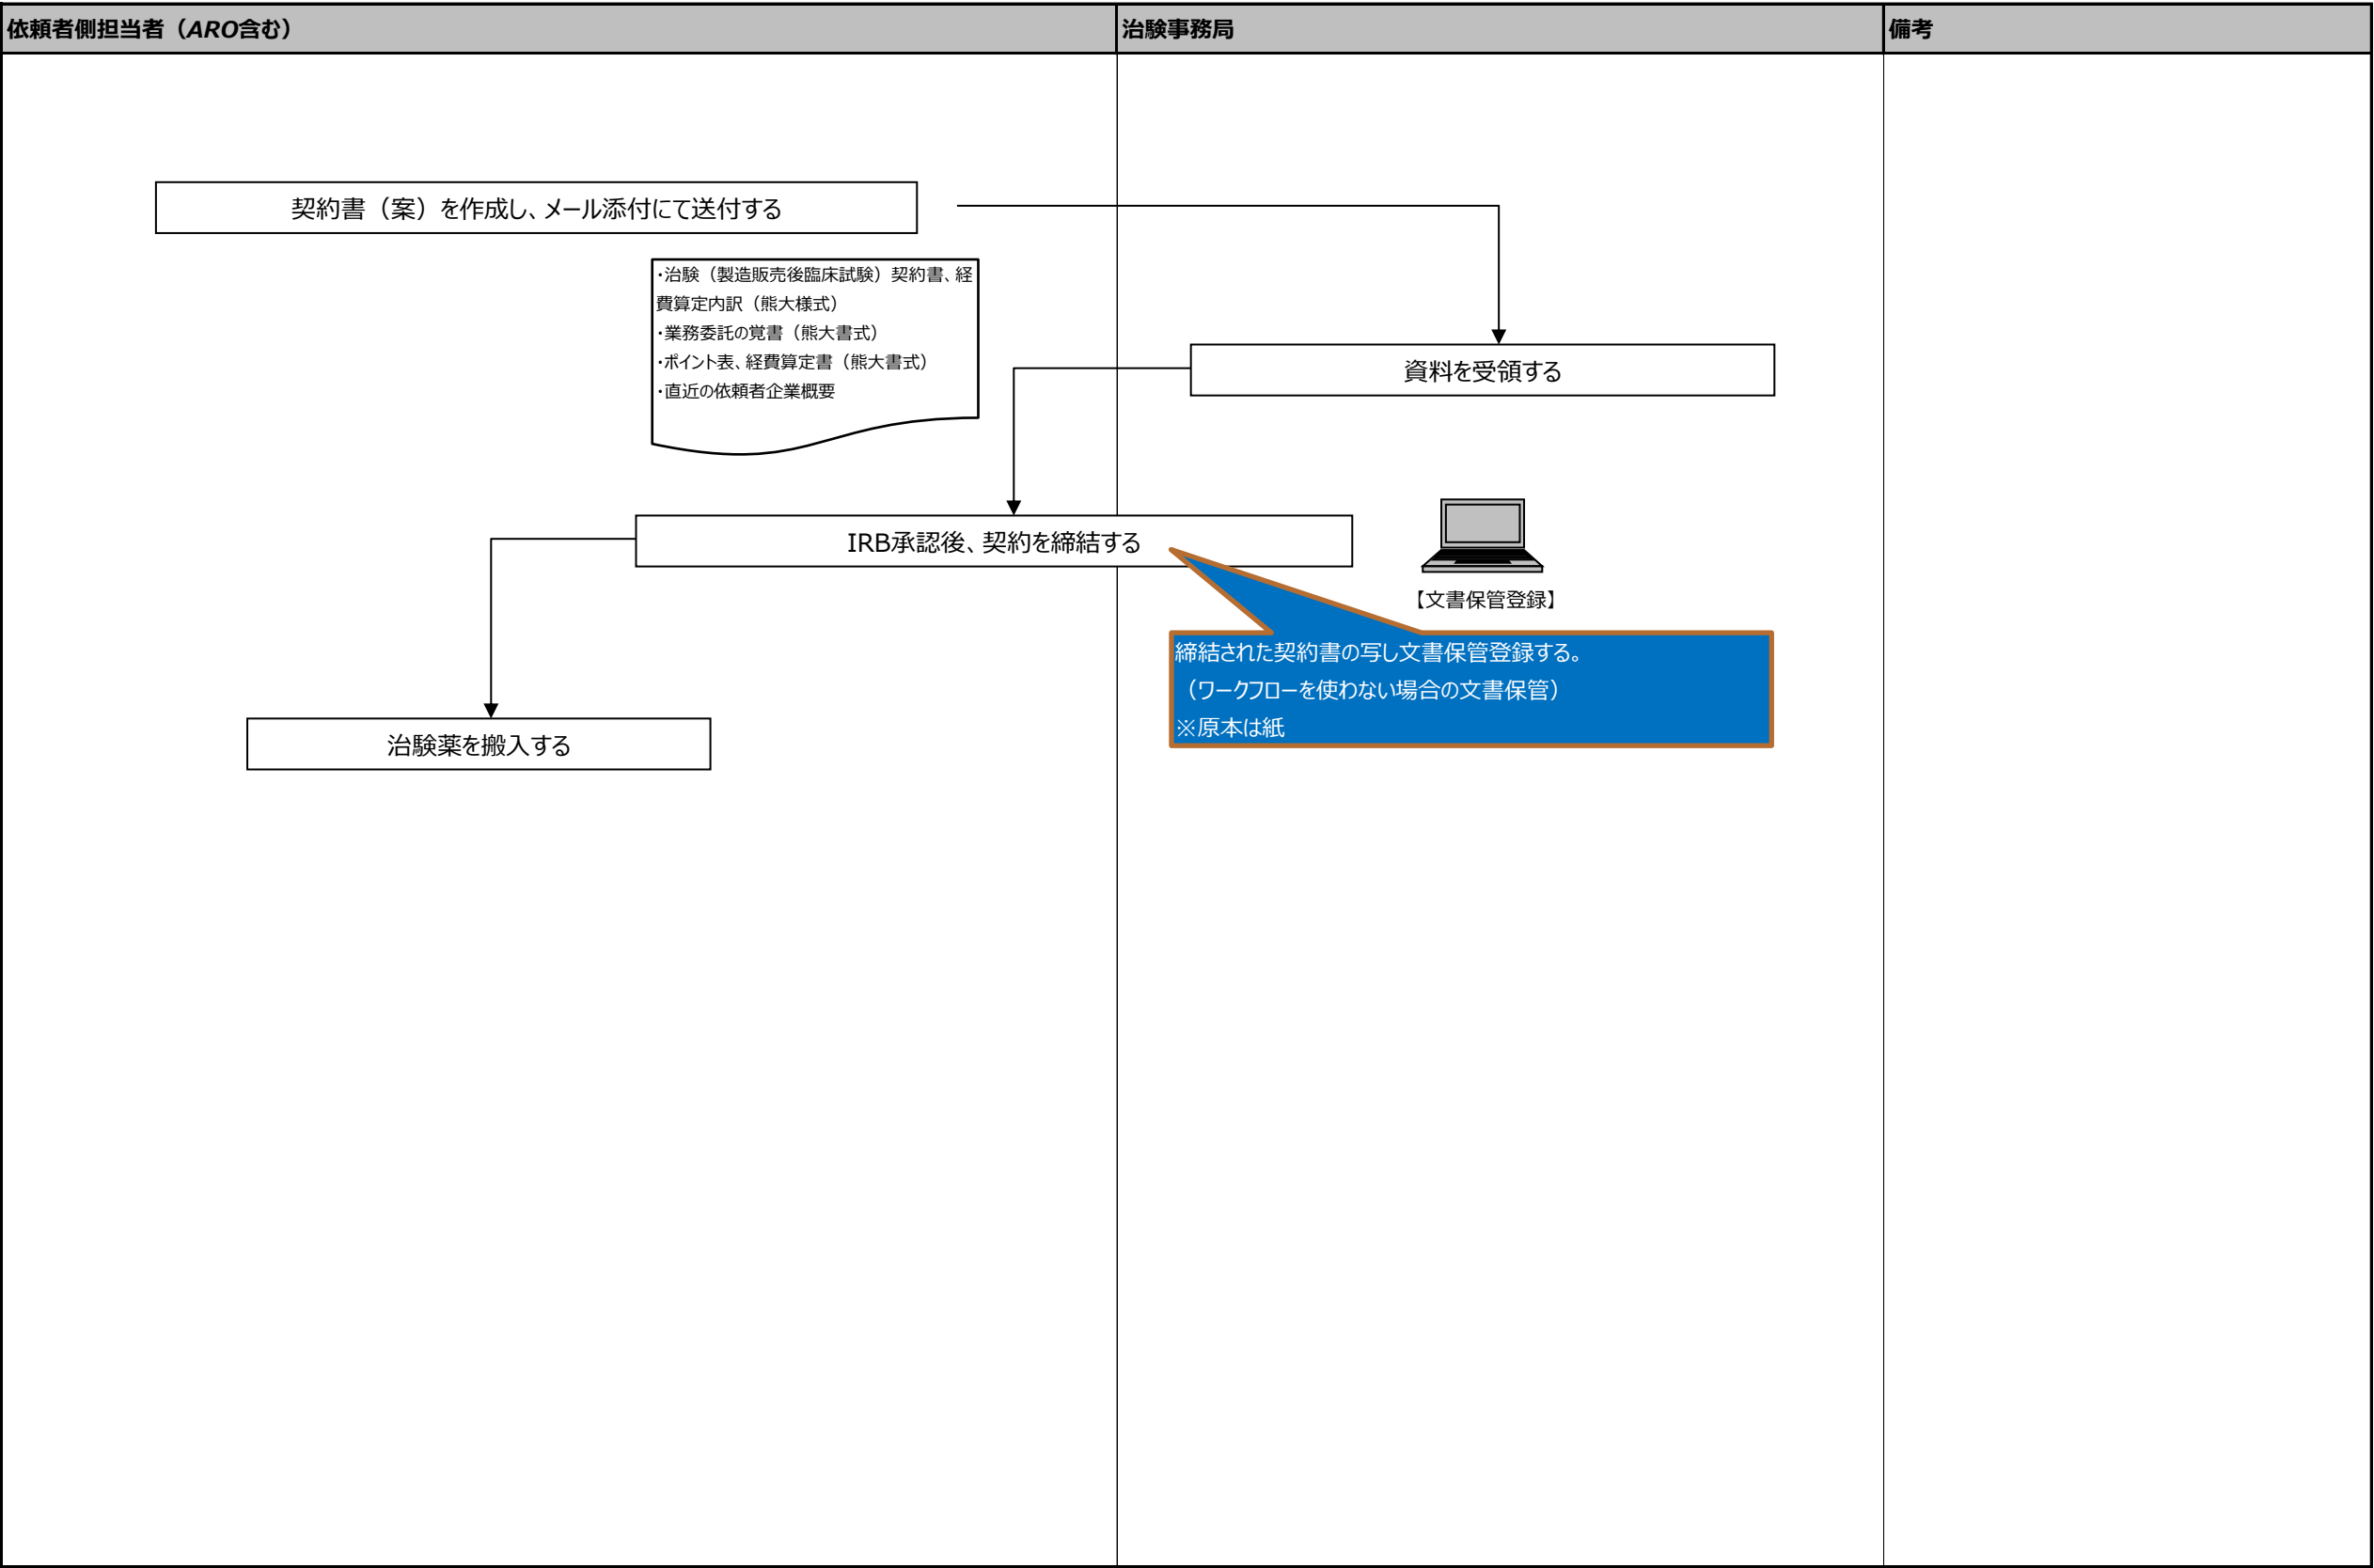 依頼者側担当者（ARO含む）
治験事務局
備考
契約書（案）を作成し、メール添付にて送付する
・治験（製造販売後臨床試験）契約書、経
費算定内訳（熊大様式）
・業務委託の覚書（熊大書式）
・ポイント表、経費算定書（熊大書式）
・直近の依頼者企業概要
資料を受領する
IRB承認後、契約を締結する
【文書保管登録】
締結された契約書の写し文書保管登録する。
（ワークフローを使わない場合の文書保管）
※原本は紙
治験薬を搬入する